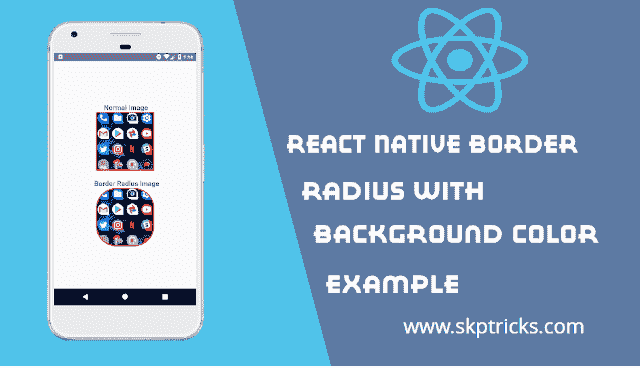 Normal Image
Border Radius Image
REACT NATIVE BORDER
RADIUS WITH
BACKGROUND COLOR
EXAMPLE
www.skptricks.com